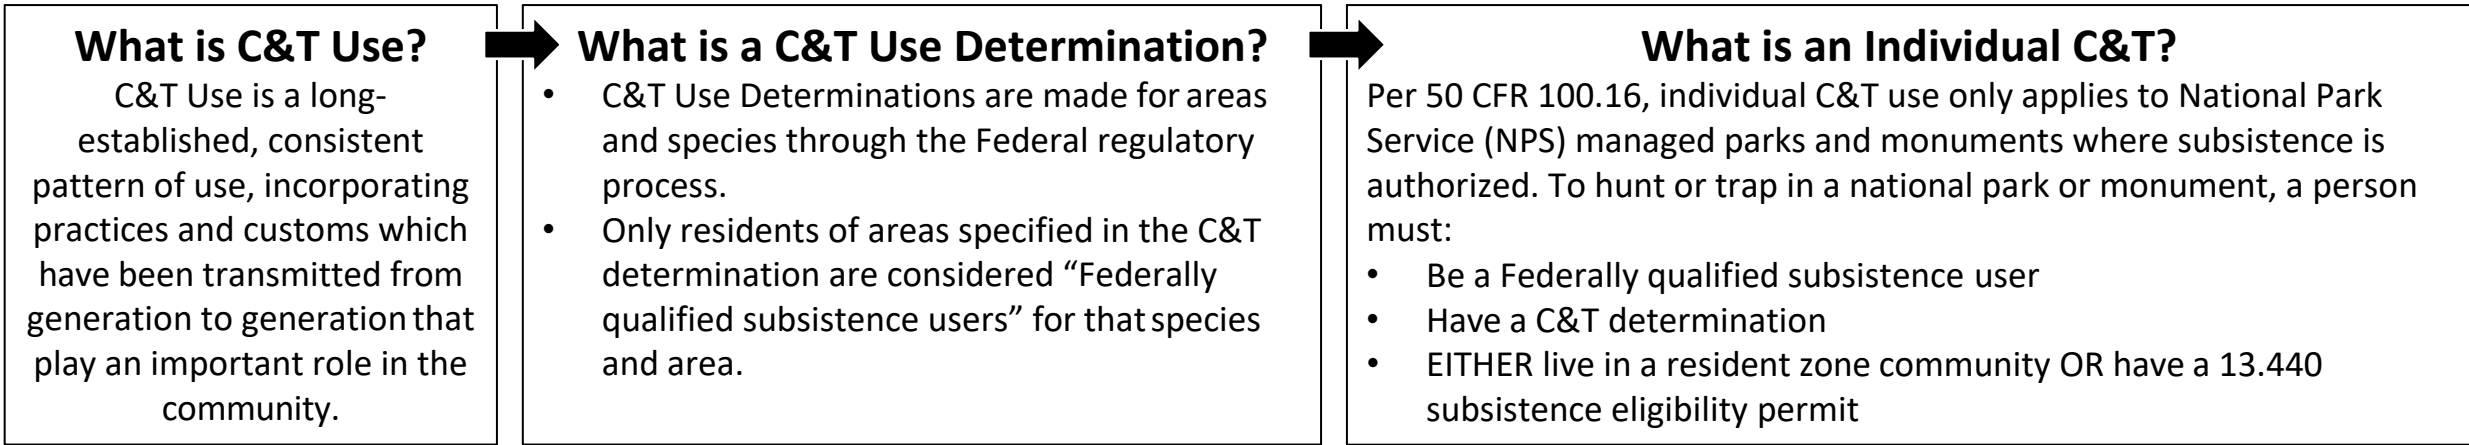 What is C&T Use?
C&T Use is a long-
established, consistent
pattern of use, incorporating
practices and customs which
have been transmitted from
generation to generation that
play an important role in the
community.
What is a C&T Use Determination?
• C&T Use Determinations are made for areas
and species through the Federal regulatory
process.
• Only residents of areas specified in the C&T
determination are considered “Federally
qualified subsistence users” for that species
and area.
What is an Individual C&T?
Per 50 CFR 100.16, individual C&T use only applies to National Park
Service (NPS) managed parks and monuments where subsistence is
authorized. To hunt or trap in a national park or monument, a person
must:
• Be a Federally qualified subsistence user
• Have a C&T determination
• EITHER live in a resident zone community OR have a 13.440
subsistence eligibility permit